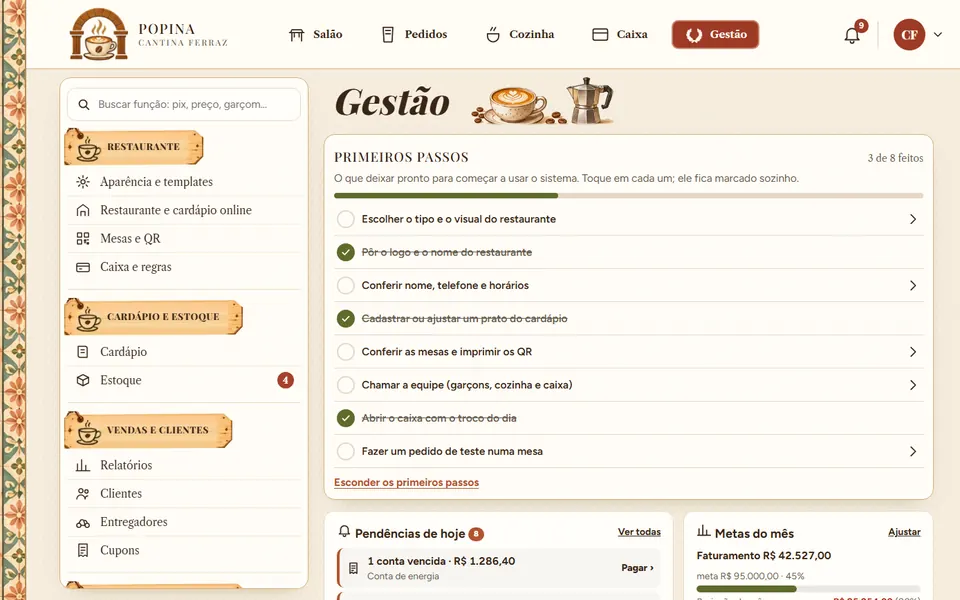 POPINA
CANTINA FERRAZ
Salão
Pedidos
Cozinha
Caixa
Gestão
9
CF
Buscar função: pix, preço, garçom...
RESTAURANTE
Aparência e templates
Restaurante e cardápio online
Mesas e QR
Caixa e regras
CARDÁPIO E ESTOQUE
Cardápio
Estoque
4
VENDAS E CLIENTES
Relatórios
Clientes
Entregadores
Cupons
Gestão
PRIMEIROS PASSOS
3 de 8 feitos
O que deixar pronto para começar a usar o sistema. Toque em cada um; ele fica marcado sozinho.
Escolher o tipo e o visual do restaurante
Pôr o logo e o nome do restaurante
Conferir nome, telefone e horários
Cadastrar ou ajustar um prato do cardápio
Conferir as mesas e imprimir os QR
Chamar a equipe (garçons, cozinha e caixa)
Abrir o caixa com o troco do dia
Fazer um pedido de teste numa mesa
Esconder os primeiros passos
Pendências de hoje 8
Ver todas
1 conta vencida · R$ 1.286,40
Conta de energia
Pagar ›
Metas do mês
Ajustar
Faturamento R$ 42.527,00
meta R$ 95.000,00 · 45%